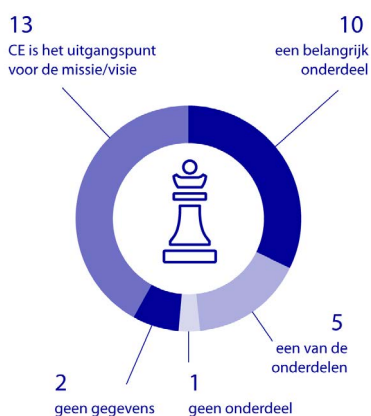 13
CE is het uitgangspunt
voor de missie/visie
10
een belangrijk
onderdeel
5
een van de
onderdelen
2
geen gegevens
1
geen onderdeel